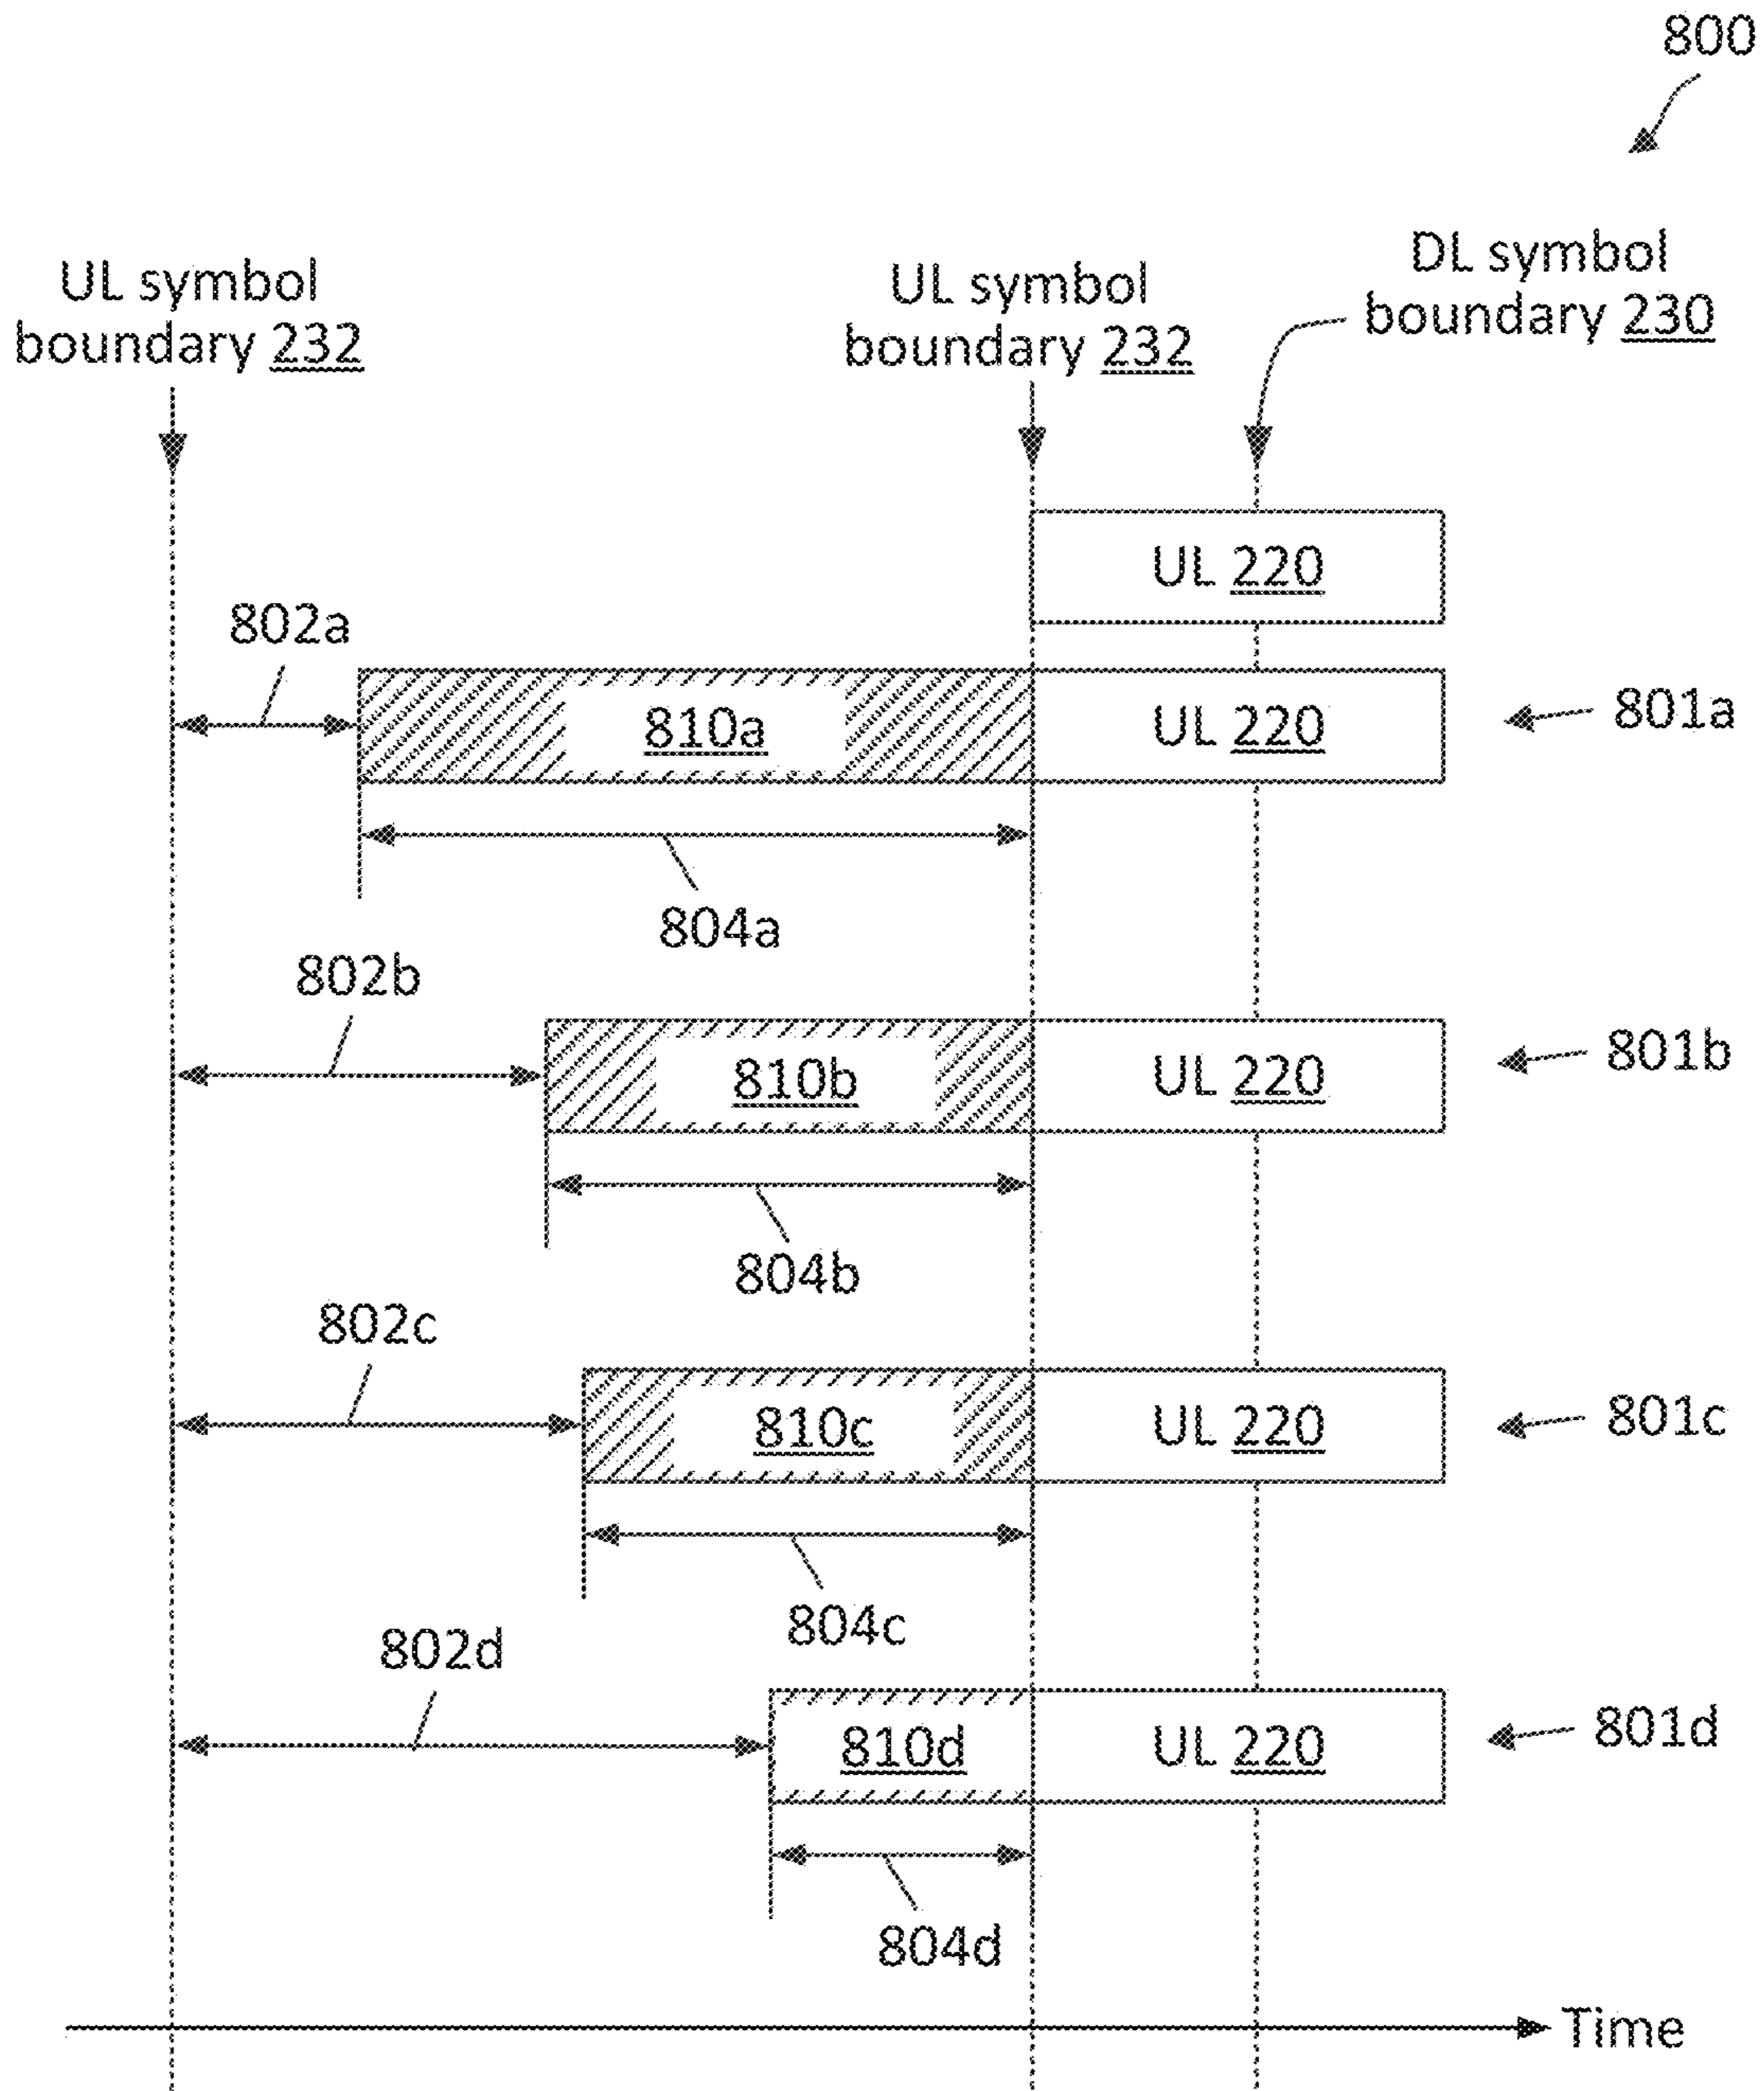 800
UL symbol
boundary 232
UL symbol
boundary 232
DL symbol
boundary 230
UL 220
802a
810a
UL 220
801a
804a
802b
810b
UL 220
801b
804b
802c
810c
UL 220
801c
804c
802d
810d
UL 220
801d
804d
Time